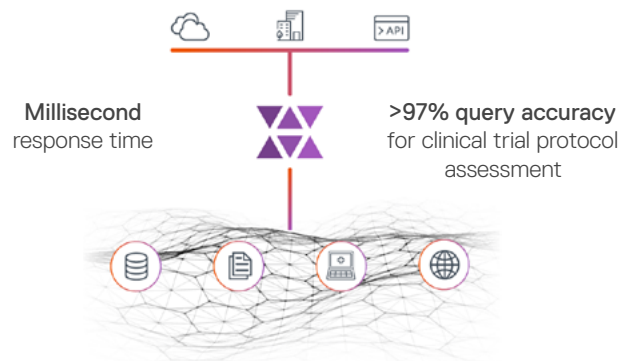 >API
Millisecond
response time
>97% query accuracy
for clinical trial protocol
assessment